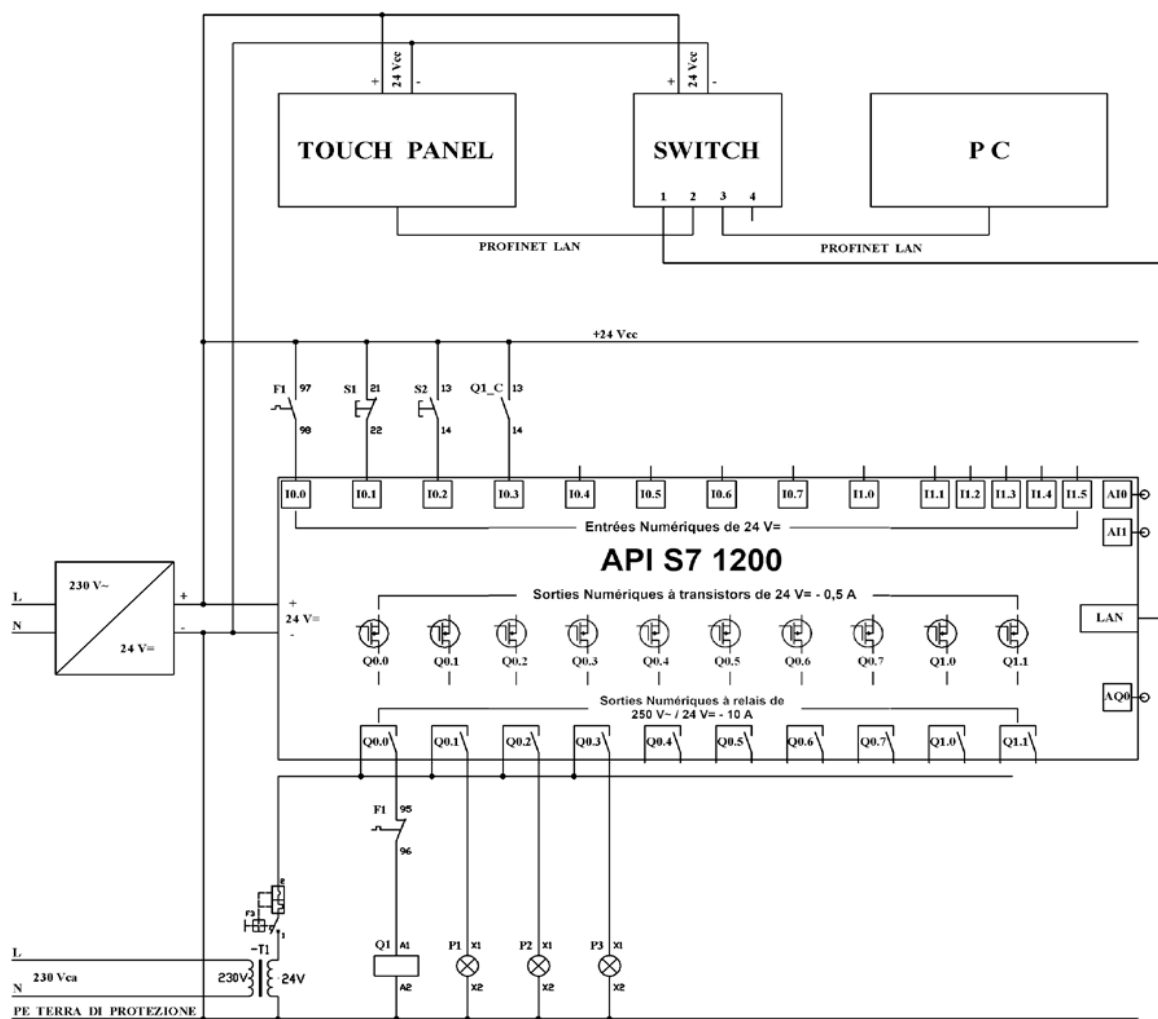 + 24 Vcc -
+ 24 Vcc -
TOUCH PANEL
SWITCH
P C
1 2 3 4
PROFINET LAN
PROFINET LAN
+24 Vcc
F1 97
S1 21
S2 13
Q1_C 13
98
22
14
14
I0.0 I0.1 I0.2 I0.3 I0.4 I0.5 I0.6 I0.7 I1.0 I1.1 I1.2 I1.3 I1.4 I1.5 AI0
Entrées Numériques de 24 V=
AI1
API S7 1200
230 V~
24 V=
L
N
+
-
+
24 V=
-
Sorties Numériques à transistors de 24 V= - 0,5 A
LAN
Q0.0 Q0.1 Q0.2 Q0.3 Q0.4 Q0.5 Q0.6 Q0.7 Q1.0 Q1.1
Sorties Numériques à relais de
250 V~ / 24 V= - 10 A
AQ0
Q0.0 Q0.1 Q0.2 Q0.3 Q0.4 Q0.5 Q0.6 Q0.7 Q1.0 Q1.1
F1 95
96
2
F3
1
L
-T1
230 Vca
230V
24V
N
Q1 A1
A2
P1 X1
X2
P2 X1
X2
P3 X1
X2
PE TERRA DI PROTEZIONE